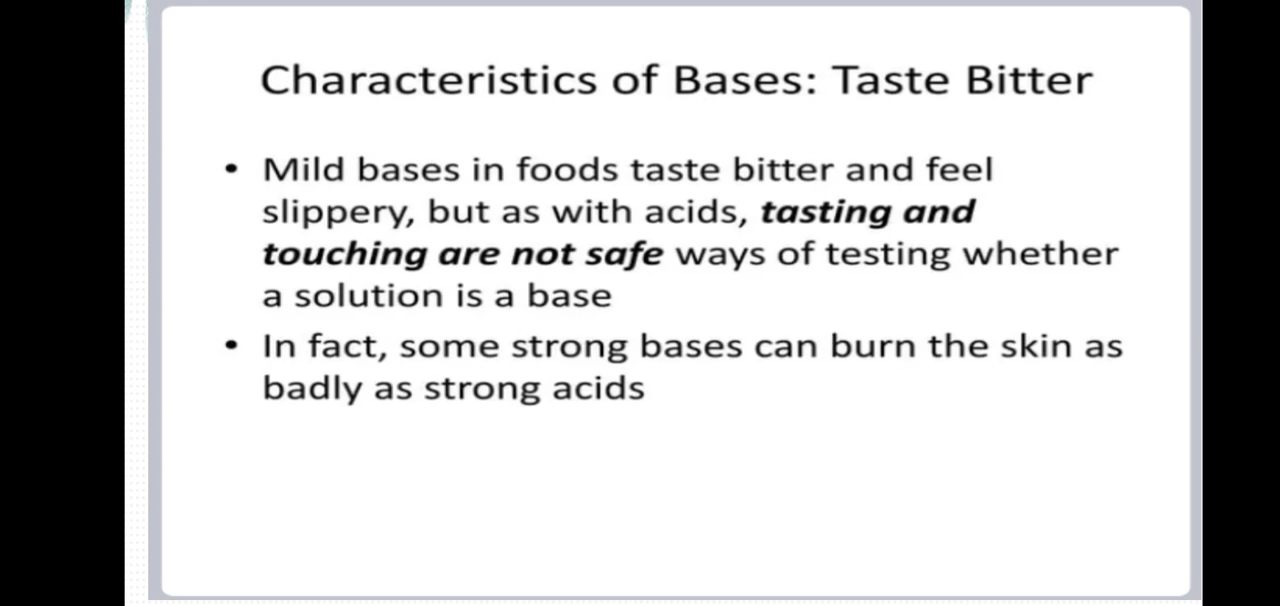 Characteristics of Bases: Taste Bitter
• Mild bases in foods taste bitter and feel
slippery, but as with acids, tasting and
touching are not safe ways of testing whether
a solution is a base
• In fact, some strong bases can burn the skin as
badly as strong acids